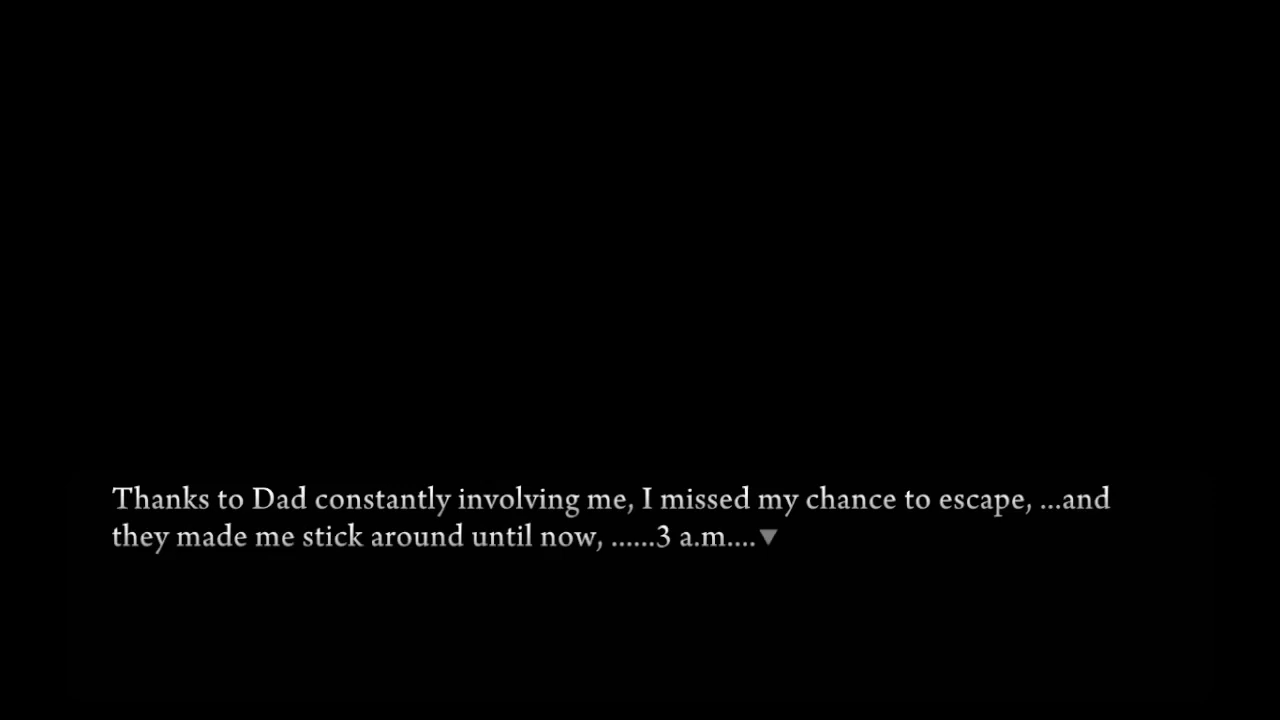 Thanks to Dad constantly involving me, I missed my chance to escape, ...and
they made me stick around until now, ......3 a.m....